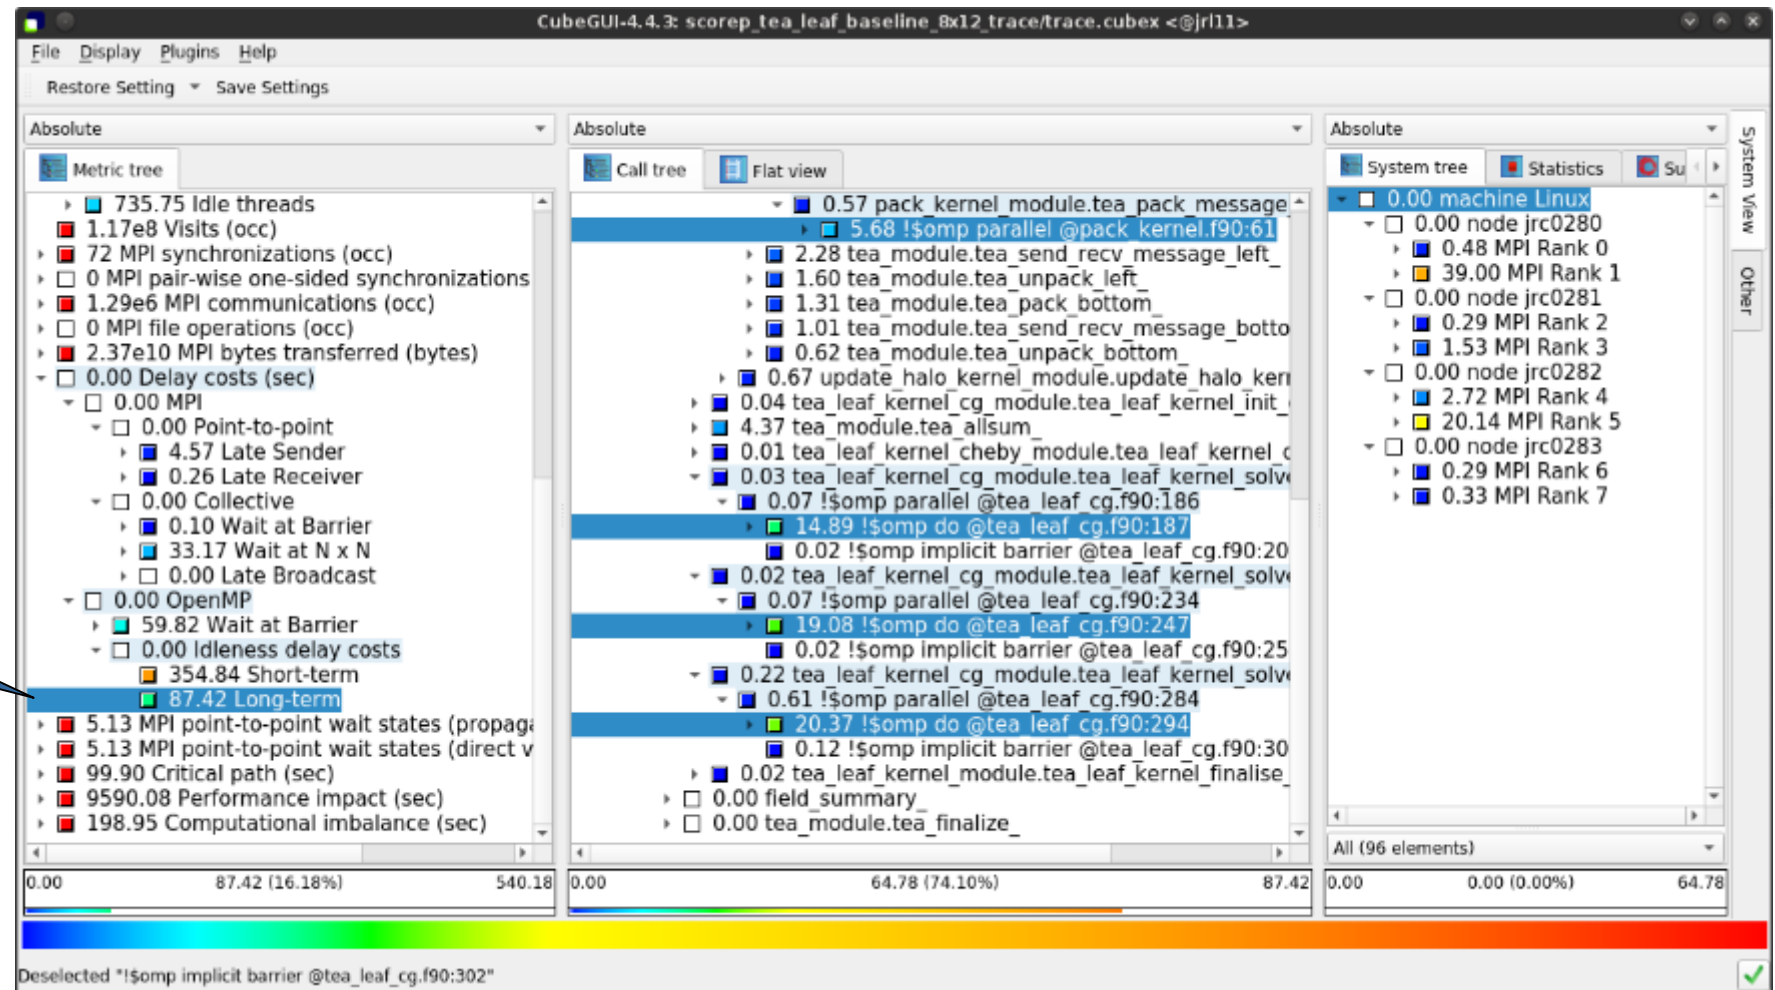 CubeGUI-4.4.3: scorep_tea_leaf_baseline_8x12_trace/trace.cubex <@jrl11>
File Display Plugins Help
Restore Setting Save Settings
Absolute
Metric tree
735.75 Idle threads
1.17e8 Visits (occ)
72 MPI synchronizations (occ)
0 MPI pair-wise one-sided synchronizations
1.29e6 MPI communications (occ)
0 MPI file operations (occ)
2.37e10 MPI bytes transferred (bytes)
0.00 Delay costs (sec)
0.00 MPI
0.00 Point-to-point
4.57 Late Sender
0.26 Late Receiver
0.00 Collective
0.10 Wait at Barrier
33.17 Wait at N x N
0.00 Late Broadcast
0.00 OpenMP
59.82 Wait at Barrier
0.00 Idleness delay costs
354.84 Short-term
87.42 Long-term
5.13 MPI point-to-point wait states (propaga
5.13 MPI point-to-point wait states (direct v
99.90 Critical path (sec)
9590.08 Performance impact (sec)
198.95 Computational imbalance (sec)
0.00 87.42 (16.18%) 540.18
Absolute
Call tree Flat view
0.57 pack_kernel_module.tea_pack_message_
5.68 !$omp parallel @pack_kernel.f90:61
2.28 tea_module.tea_send_recv_message_left_
1.60 tea_module.tea_unpack_left_
1.31 tea_module.tea_pack_bottom_
1.01 tea_module.tea_send_recv_message_botto
0.62 tea_module.tea_unpack_bottom_
0.67 update_halo_kernel_module.update_halo_kerr
0.04 tea_leaf_kernel_cg_module.tea_leaf_kernel_init_
4.37 tea_module.tea_allsum_
0.01 tea_leaf_kernel_cheby_module.tea_leaf_kernel_c
0.03 tea_leaf_kernel_cg_module.tea_leaf_kernel_solve
0.07 !$omp parallel @tea_leaf_cg.f90:186
14.89 !$omp do @tea_leaf_cg.f90:187
0.02 !$omp implicit barrier @tea_leaf_cg.f90:20
0.02 tea_leaf_kernel_cg_module.tea_leaf_kernel_solve
0.07 !$omp parallel @tea_leaf_cg.f90:234
19.08 !$omp do @tea_leaf_cg.f90:247
0.02 !$omp implicit barrier @tea_leaf_cg.f90:25
0.22 tea_leaf_kernel_cg_module.tea_leaf_kernel_solve
0.61 !$omp parallel @tea_leaf_cg.f90:284
20.37 !$omp do @tea_leaf_cg.f90:294
0.12 !$omp implicit barrier @tea_leaf_cg.f90:30
0.02 tea_leaf_kernel_module.tea_leaf_kernel_finalise_
0.00 field_summary_
0.00 tea_module.tea_finalize_
0.00 64.78 (74.10%) 87.42
Absolute
System tree Statistics Su
0.00 machine Linux
0.00 node jrc0280
0.48 MPI Rank 0
39.00 MPI Rank 1
0.00 node jrc0281
0.29 MPI Rank 2
1.53 MPI Rank 3
0.00 node jrc0282
2.72 MPI Rank 4
20.14 MPI Rank 5
0.00 node jrc0283
0.29 MPI Rank 6
0.33 MPI Rank 7
All (96 elements)
0.00 0.00 (0.00%) 64.78
System View
Other
Deselected "!$omp implicit barrier @tea_leaf_cg.f90:302"